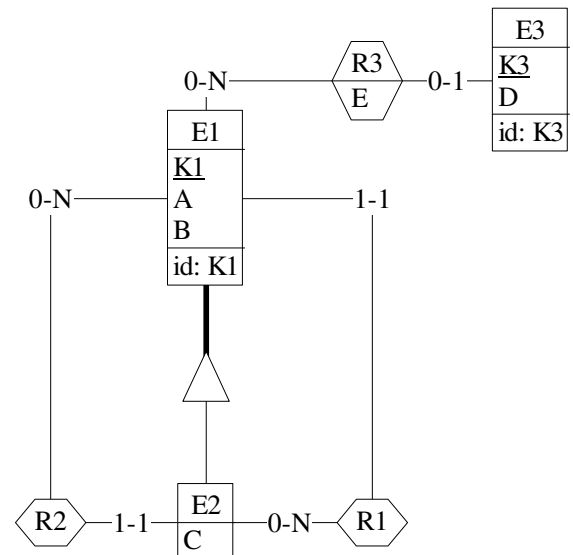 E3
K3
D
id: K3
R3
E
0-N
0-1
E1
K1
A
B
id: K1
0-N
1-1
R2
1-1
E2
C
0-N
R1